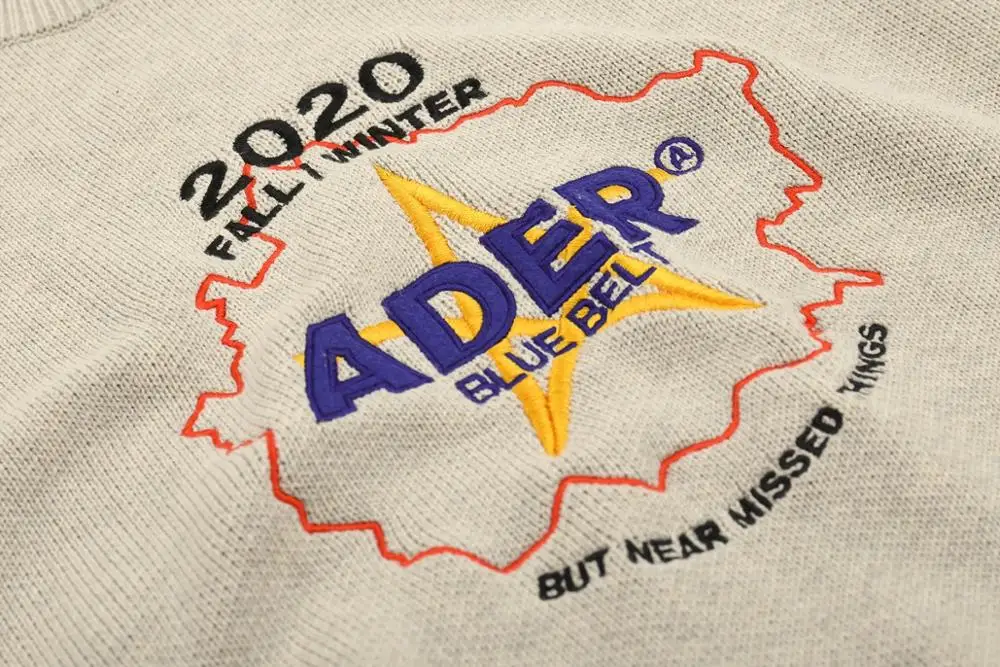 2020
FALL | WINTER
ADER Ⓐ
BLUE BELT
BUT NEAR MISSED THINGS